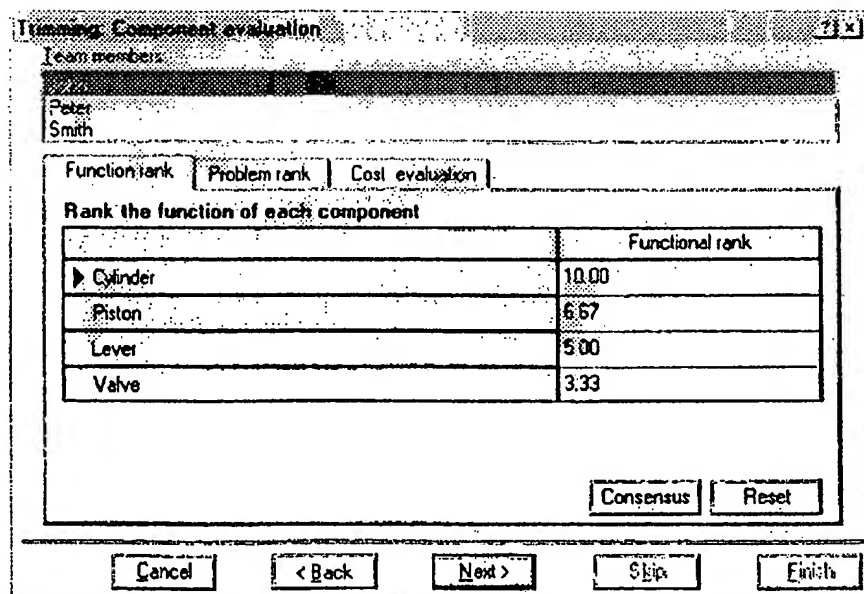 Trimming: Component evaluation ? x
Team members:
Peter
Smith
Function rank Problem rank Cost evaluation
Rank the function of each component
Functional rank
Cylinder 10.00
Piston 6.67
Lever 5.00
Valve 3.33
Consensus Reset
Cancel < Back Next > Skip Finish